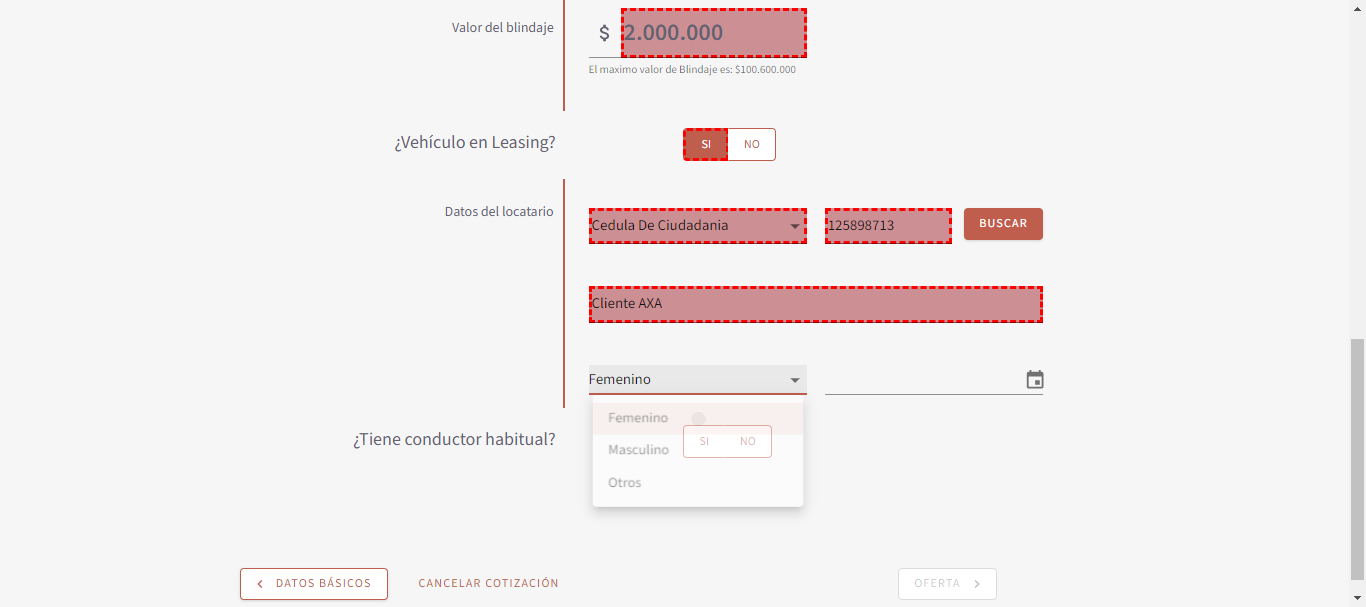 Valor del blindaje
$ 2.000.000
El maximo valor de Blindaje es: $100.600.000
¿Vehículo en Leasing?
SI NO
Datos del locatario
Cedula De Ciudadania
125898713
BUSCAR
Cliente AXA
Femenino
Femenino
Masculino
Otros
¿Tiene conductor habitual?
SI NO
DATOS BÁSICOS
CANCELAR COTIZACIÓN
OFERTA